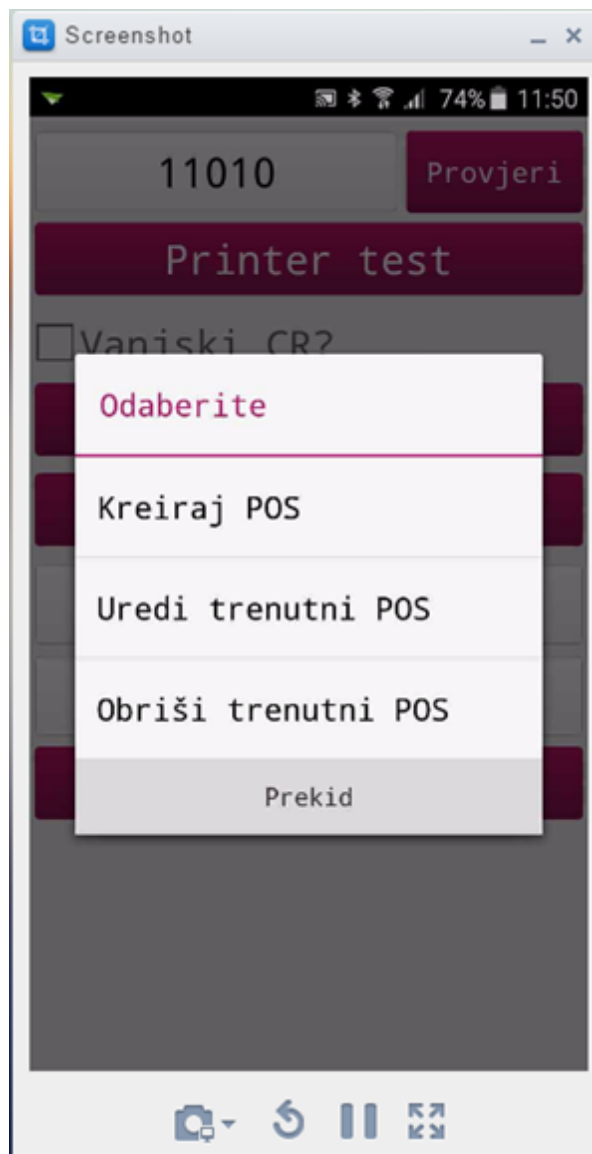 Screenshot
74% 11:50
11010
Provjeri
Printer test
Vanjski CR?
Odaberite
Kreiraj POS
Uredi trenutni POS
Obriši trenutni POS
Prekid